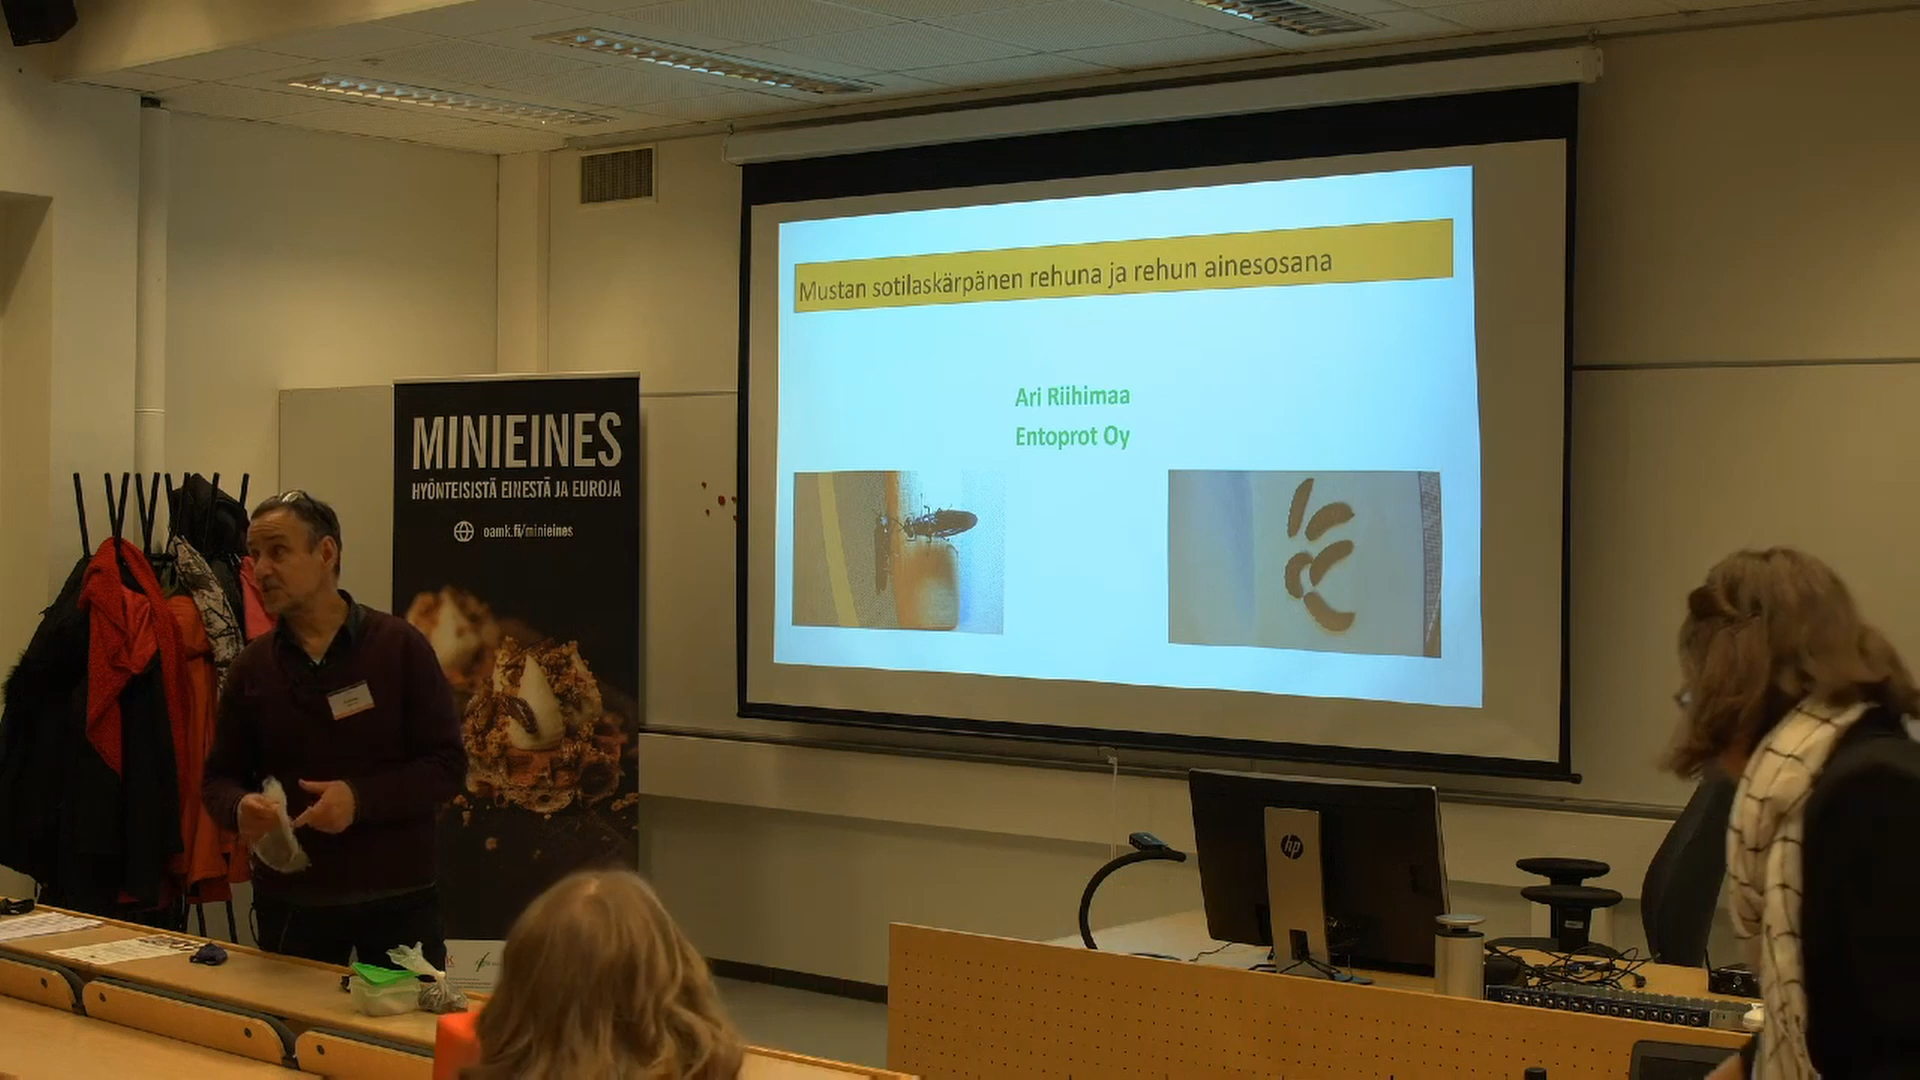 Mustan sotilaskärpänen rehuna ja rehun ainesosana
Ari Riihimaa
Entoprot Oy
MINIEINES
HYÖNTEISISTÄ EINESTÄ JA EUROJA
oamk.fi/minieines
hp